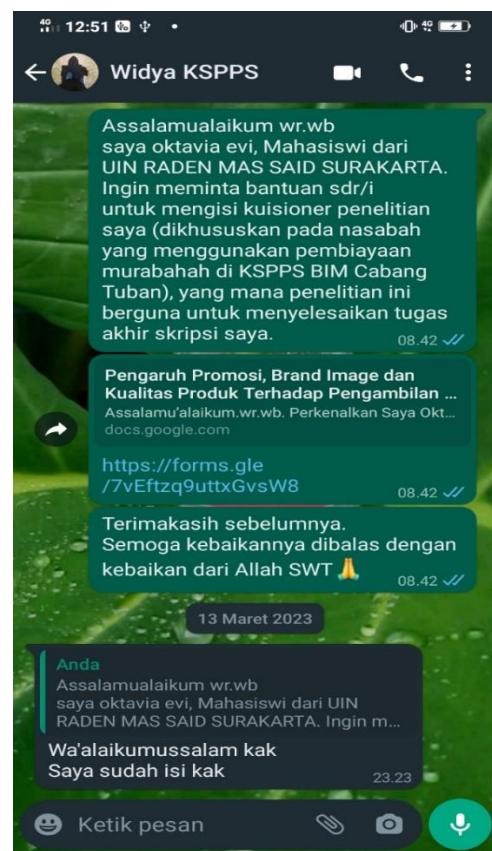 4G 12:51
4G
Widya KSPPS
Assalamualaikum wr.wb
saya oktavia evi, Mahasiswi dari
UIN RADEN MAS SAID SURAKARTA.
Ingin meminta bantuan sdr/i
untuk mengisi kuisioner penelitian
saya (dikhususkan pada nasabah
yang menggunakan pembiayaan
murabahah di KSPPS BIM Cabang
Tuban), yang mana penelitian ini
berguna untuk menyelesaikan tugas
akhir skripsi saya.
08.42
Pengaruh Promosi, Brand Image dan
Kualitas Produk Terhadap Pengambilan ...
Assalamu'alaikum.wr.wb. Perkenalkan Saya Okt...
docs.google.com
https://forms.gle
/7vEftzq9uttxGvsW8
08.42
Terimakasih sebelumnya.
Semoga kebaikannya dibalas dengan
kebaikan dari Allah SWT 🙏
08.42
13 Maret 2023
Anda
Assalamualaikum wr.wb
saya oktavia evi, Mahasiswi dari UIN
RADEN MAS SAID SURAKARTA. Ingin m...
Wa'alaikumussalam kak
Saya sudah isi kak
23.23
Ketik pesan